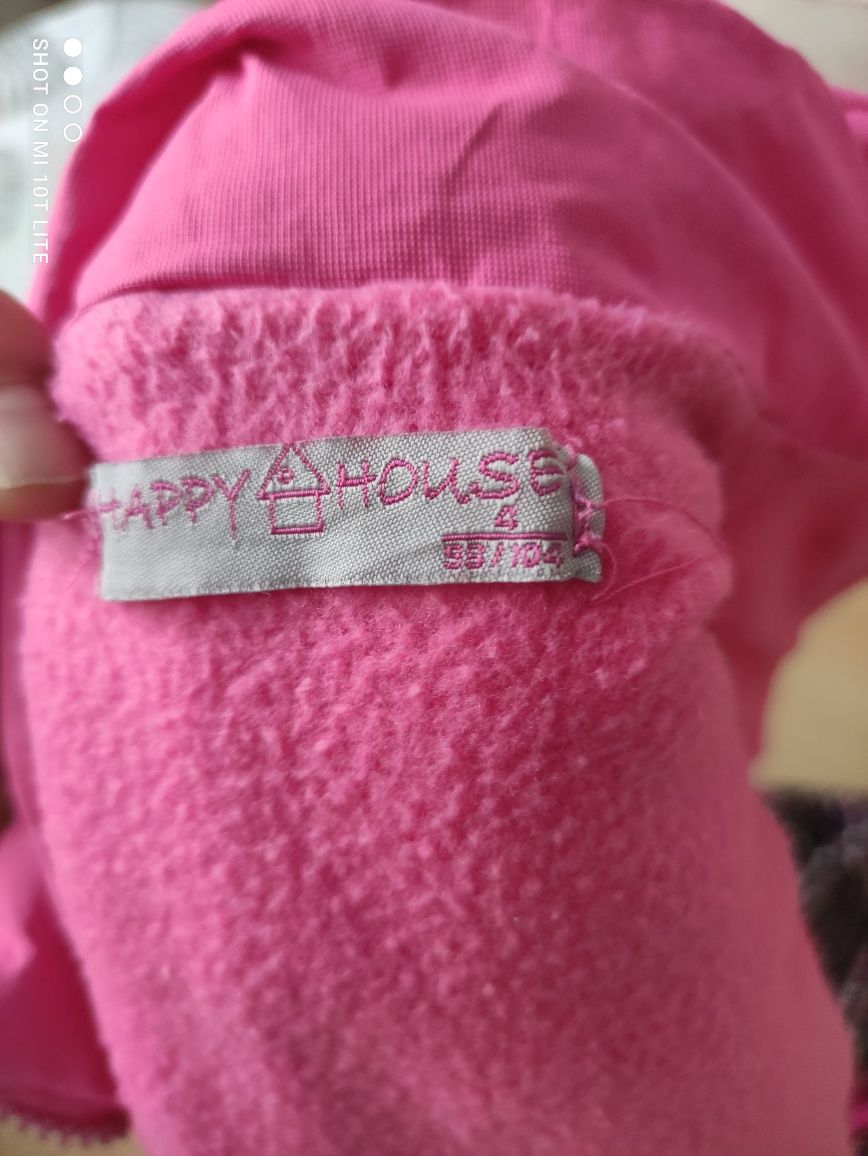 HAPPY HOUSE
4
98/104
SHOT ON MI 10T LITE